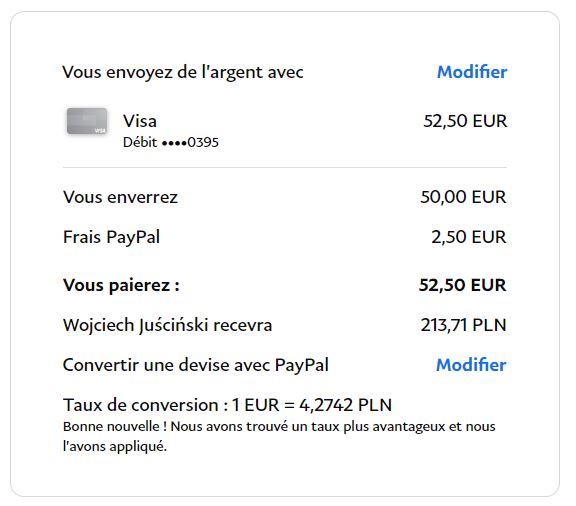 Vous envoyez de l'argent avec Modifier
Visa 52,50 EUR
VISA
Débit ••••0395
Vous enverrez 50,00 EUR
Frais PayPal 2,50 EUR
Vous paierez : 52,50 EUR
Wojciech Juściński recevra 213,71 PLN
Convertir une devise avec PayPal Modifier
Taux de conversion : 1 EUR = 4,2742 PLN
Bonne nouvelle ! Nous avons trouvé un taux plus avantageux et nous
l'avons appliqué.